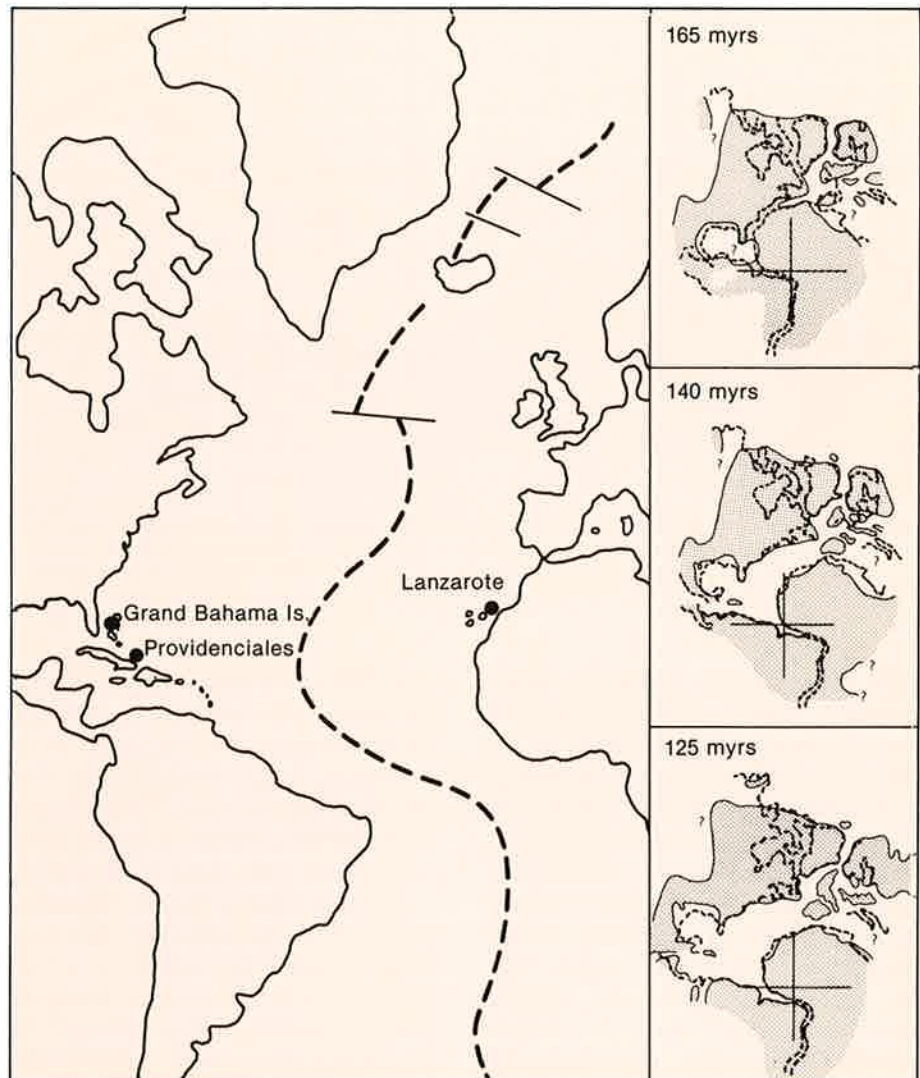 165 myrs
?
?
?
140 myrs
?
?
?
Lanzarote
Grand Bahama Is.
Providenciales
125 myrs
?
?